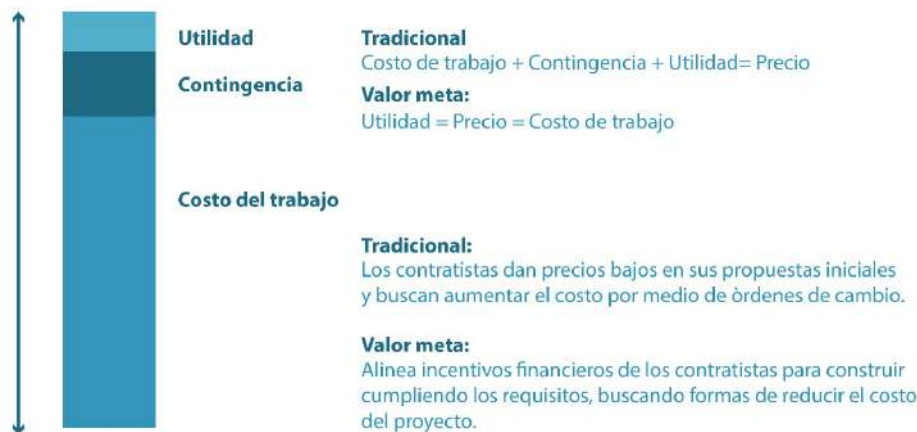 Utilidad
Contingencia
Costo del trabajo
Tradicional
Costo de trabajo + Contingencia + Utilidad= Precio
Valor meta:
Utilidad = Precio = Costo de trabajo
Tradicional:
Los contratistas dan precios bajos en sus propuestas iniciales
y buscan aumentar el costo por medio de òrdenes de cambio.
Valor meta:
Alinea incentivos financieros de los contratistas para construir
cumpliendo los requisitos, buscando formas de reducir el costo
del proyecto.